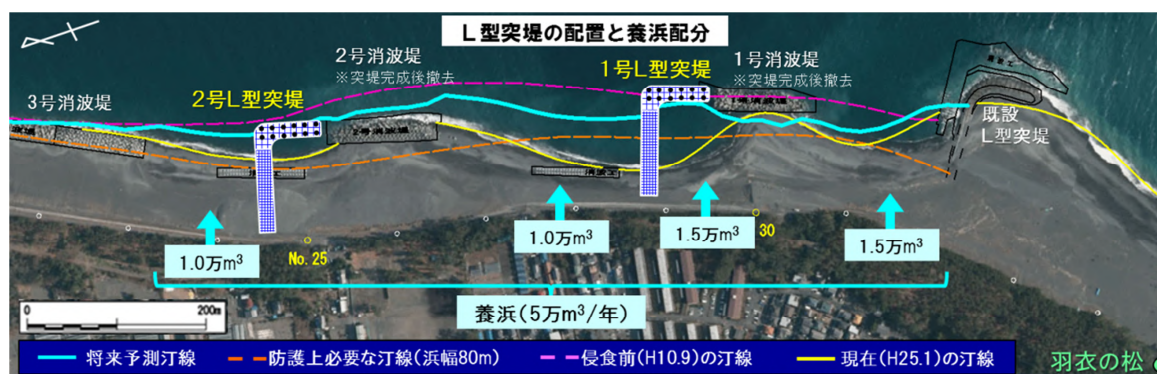 L型突堤の配置と養浜配分
2号消波堤
※突堤完成後撤去
1号L型突堤
1号消波堤
※突堤完成後撤去
3号消波堤
2号L型突堤
2号消波堤
既設
L型突堤
1.0万m³
1.0万m³
1.5万m³
1.5万m³
No.25
30
養浜(5万m³/年)
0
200m
将来予測汀線
防護上必要な汀線(浜幅80m)
侵食前(H10.9)の汀線
現在(H25.1)の汀線
羽衣の松